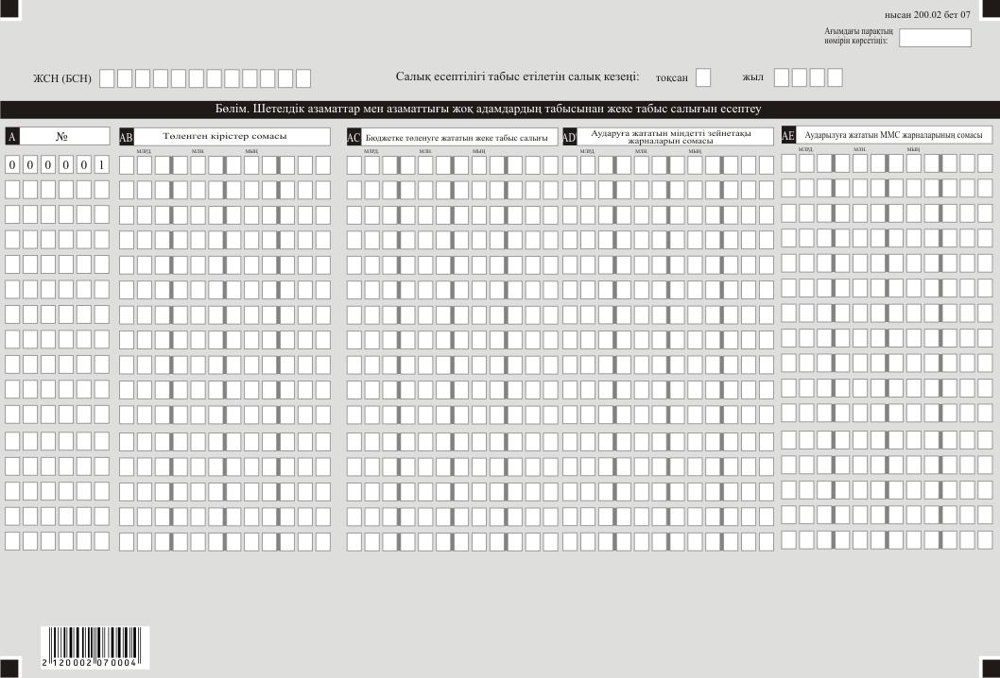 нысан 200.02 бет 07
Ағымдағы парақтың
нөмірін көрсетіңіз:
ЖСН (БСН) Салық есептілігі табыс етілетін салық кезеңі: тоқсан жыл
Бөлім. Шетелдік азаматтар мен азаматтығы жоқ адамдардың табысынан жеке табыс салығын есептеу
A № AB Төленген кірістер сомасы AC Бюджетке төленуге жататын жеке табыс салығы AD Аударуға жататын міндетті зейнетақы
жарналарын сомасы AE Аударылуға жататын ММС жарналарының сомасы
МЛРД. МЛН. МЫҢ МЛРД. МЛН. МЫҢ МЛРД. МЛН. МЫҢ МЛРД. МЛН. МЫҢ
0 0 0 0 0 1
2 120002 070004